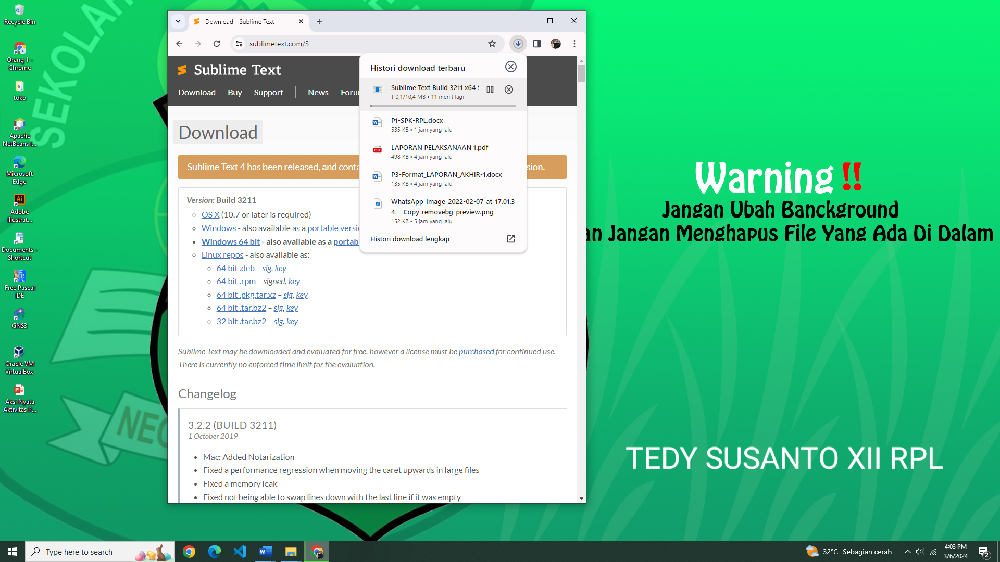 Recycle Bin
Orang 1 -
Chrome
toko
Apache
NetBeans I...
Microsoft
Edge
Adobe
Illustrat...
Documents -
Shortcut
Free Pascal
IDE
GNS3
Oracle VM
VirtualBox
Aksi Nyata
Aktivitas P...
SEKOLAH
S
NEG
Download - Sublime Text
sublimetext.com/3
Sublime Text
Download Buy Support News Forum
Download
Sublime Text 4 has been released, and conta
sion.
Version: Build 3211
OS X (10.7 or later is required)
Windows - also available as a portable versio
Windows 64 bit - also available as a portabl
Linux repos - also available as:
64 bit .deb – sig, key
64 bit .rpm – signed, key
64 bit .pkg.tar.xz – sig, key
64 bit .tar.bz2 – sig, key
32 bit .tar.bz2 – sig, key
Sublime Text may be downloaded and evaluated for free, however a license must be purchased for continued use.
There is currently no enforced time limit for the evaluation.
Changelog
3.2.2 (BUILD 3211)
1 October 2019
Mac: Added Notarization
Fixed a performance regression when moving the caret upwards in large files
Fixed a memory leak
Fixed not being able to swap lines down with the last line if it was empty
Histori download terbaru
Sublime Text Build 3211 x64 S
↓ 0,1/10,4 MB • 11 menit lagi
P1-SPK-RPL.docx
535 KB • 1 jam yang lalu
LAPORAN PELAKSANAAN 1.pdf
498 KB • 4 jam yang lalu
P3-Format_LAPORAN_AKHIR-1.docx
135 KB • 4 jam yang lalu
WhatsApp_Image_2022-02-07_at_17.01.3
4_-_Copy-removebg-preview.png
152 KB • 5 jam yang lalu
Histori download lengkap
Warning !!
Jangan Ubah Banckground
an Jangan Menghapus File Yang Ada Di Dalam
TEDY SUSANTO XII RPL
Type here to search
32°C Sebagian cerah
4:03 PM
3/6/2024
2